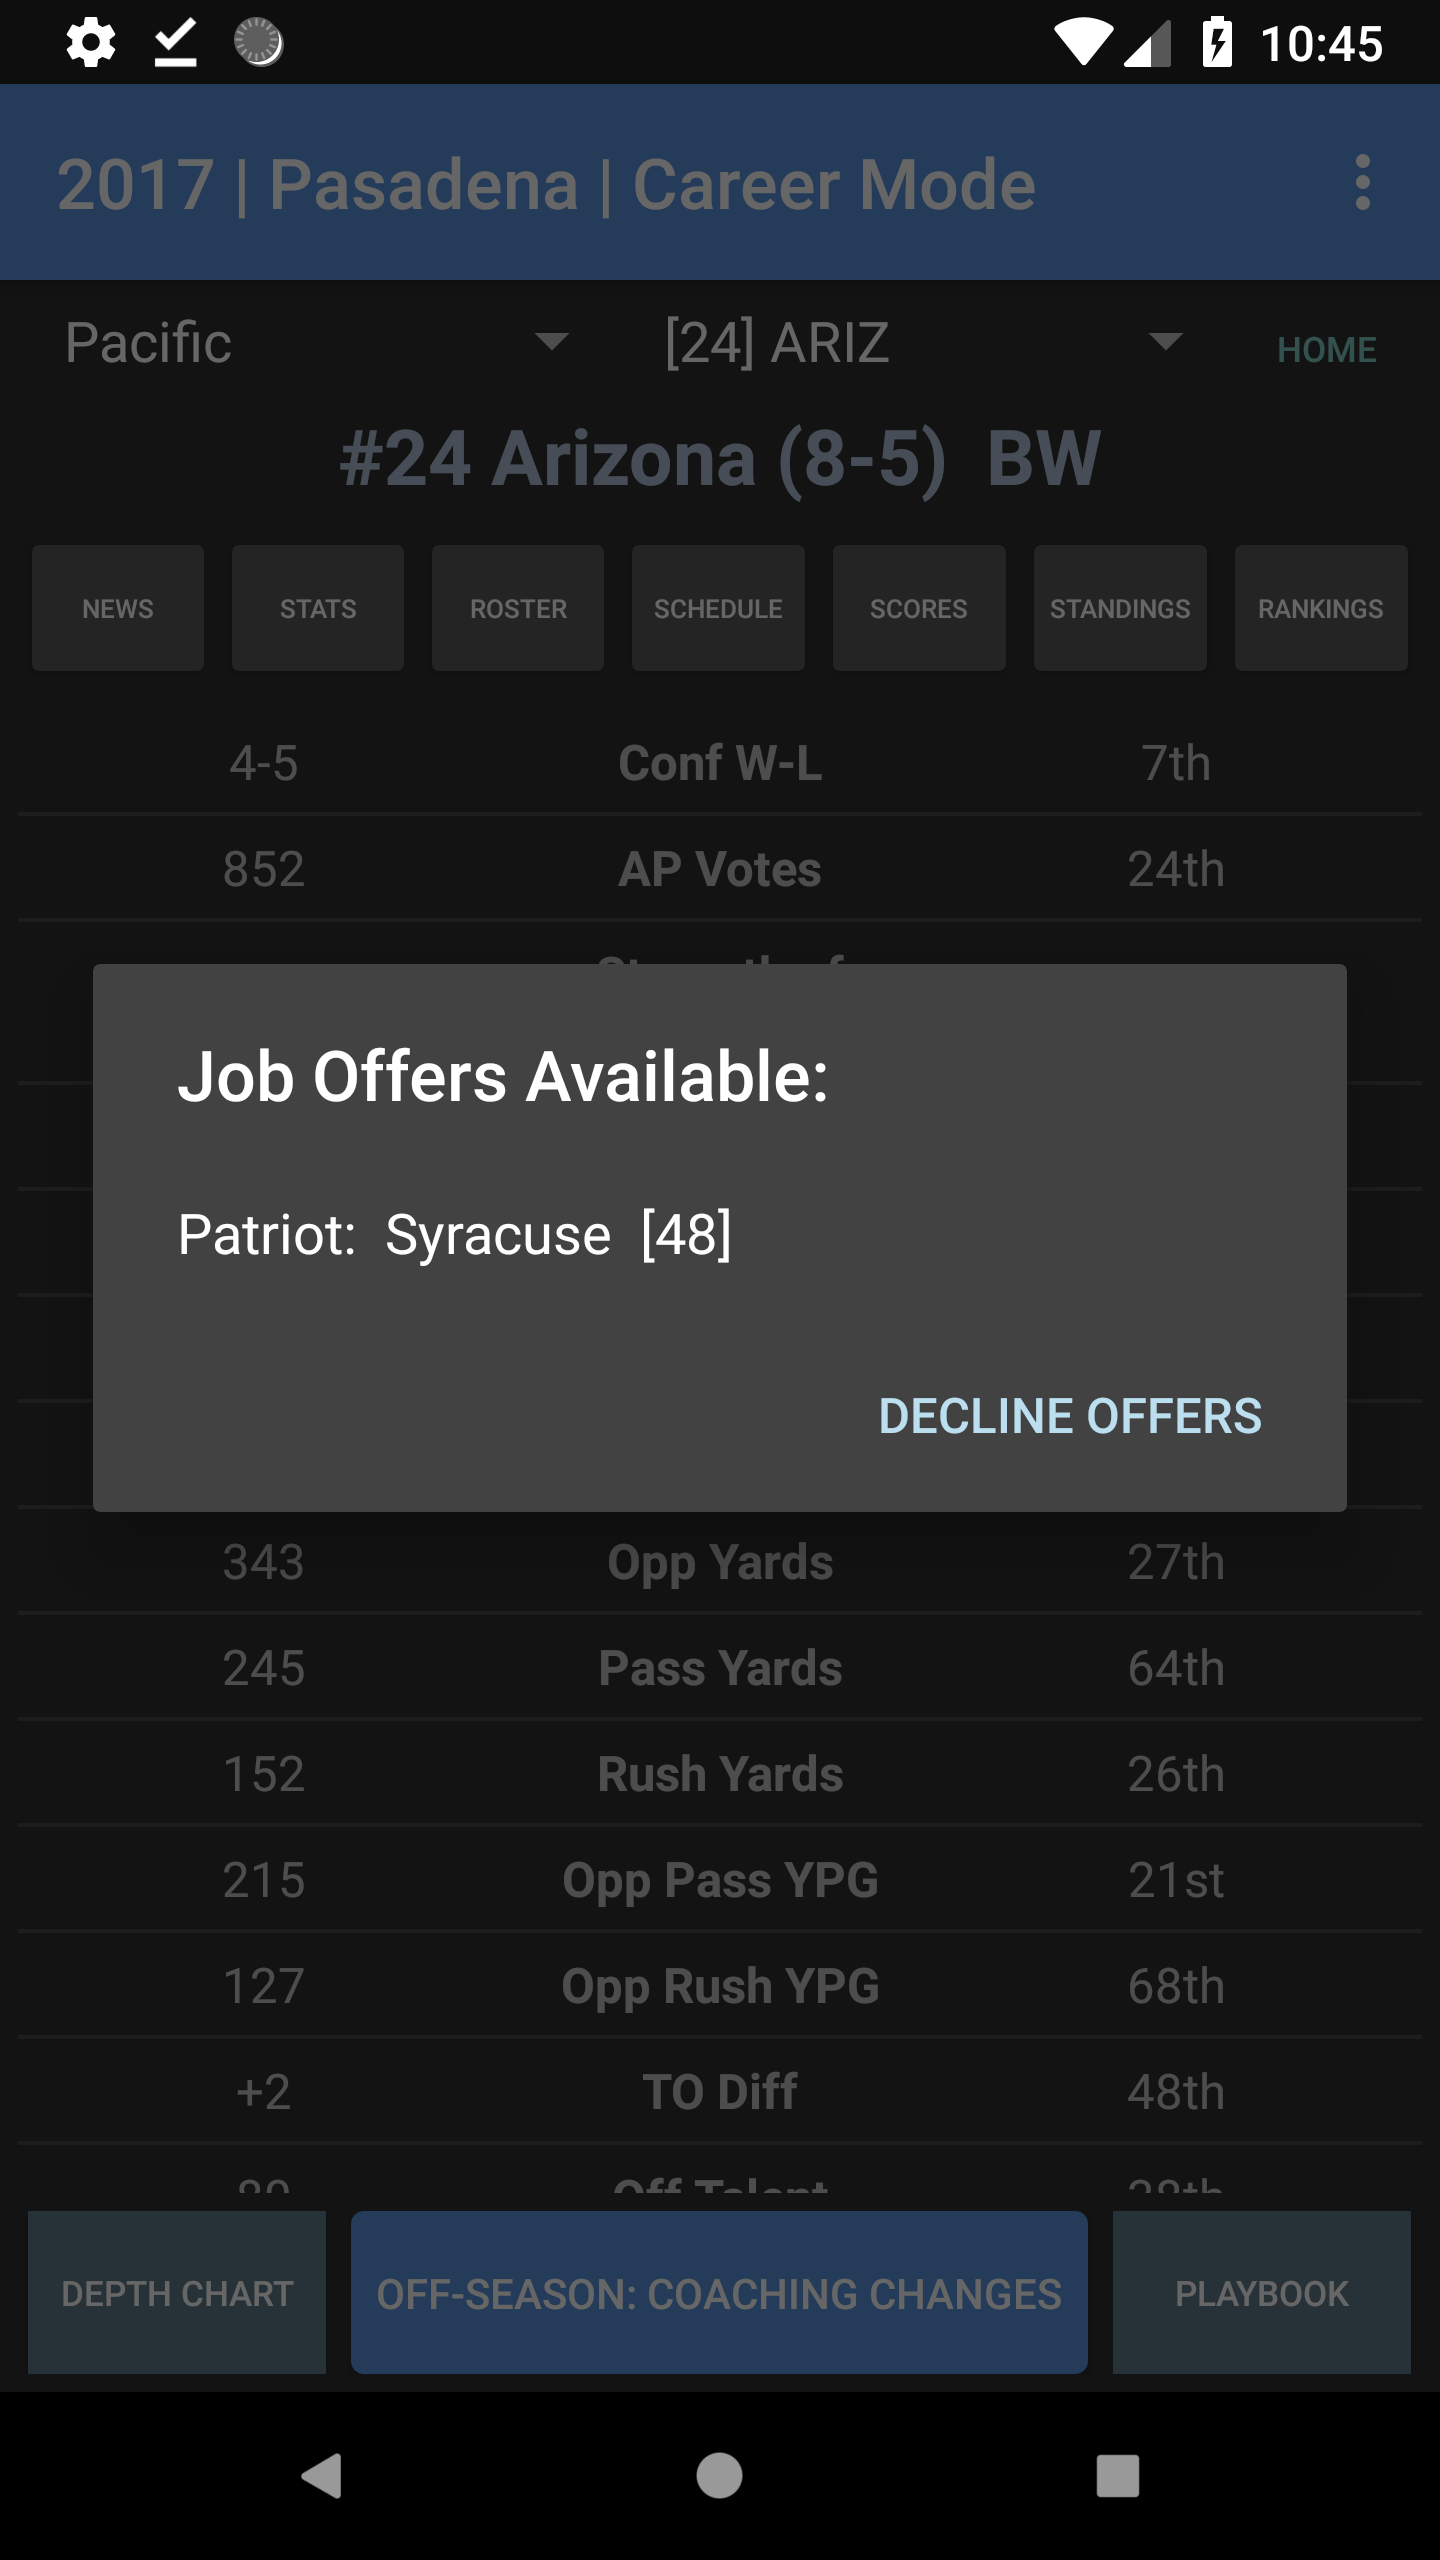 10:45
2017 | Pasadena | Career Mode
Pacific [24] ARIZ HOME
#24 Arizona (8-5) BW
NEWS STATS ROSTER SCHEDULE SCORES STANDINGS RANKINGS
4-5 Conf W-L 7th
852 AP Votes 24th
Job Offers Available:
Patriot: Syracuse [48]
DECLINE OFFERS
343 Opp Yards 27th
245 Pass Yards 64th
152 Rush Yards 26th
215 Opp Pass YPG 21st
127 Opp Rush YPG 68th
+2 TO Diff 48th
Off Talent
DEPTH CHART OFF-SEASON: COACHING CHANGES PLAYBOOK